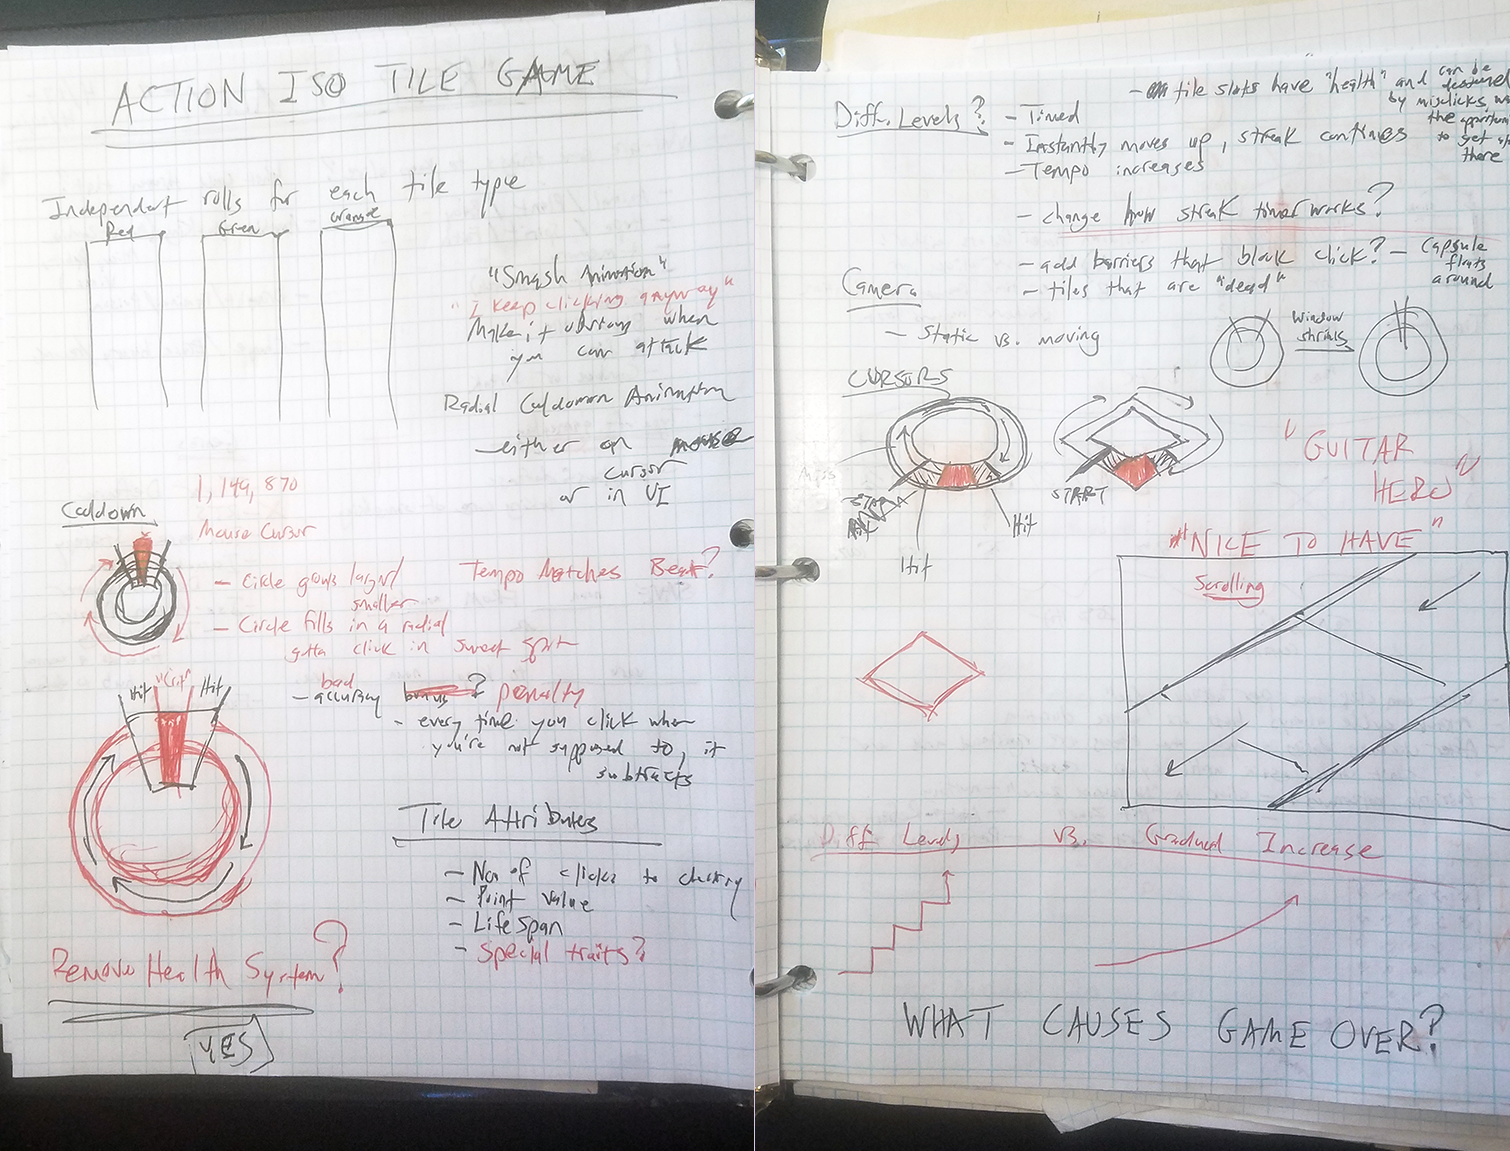 ACTION ISO TILE GAME
Independent rolls for each tile type
Red
Green
Orange
"Smash Animation"
"I keep clicking anyway"
Make it obvious when
you can attack
Radial Cooldown Animation
- either on mouse
cursor
or in UI
1,149,870
Cooldown
Mouse Cursor
- Circle grows larger/
smaller
- Circle fills in a radial
gotta click in sweet spot
Tempo Matches Beat?
Hit
"Crit"
Hit
bad
- accuracy bonus? penalty
- every time you click when
you're not supposed to, it
subtracts
Tile Attributes
- No. of clicks to destroy
- Point Value
- Life Span
- Special traits?
Remove Health System?
YES
Diff. Levels?
- Timed
- Instantly moves up, streak continues
- Tempo increases
- tile slots have "health" and can be
destroyed
by misclicks, w
the opportun
to get
there
- change how streak timer works?
- add barriers that block click? - Capsule
floats
around
- tiles that are "dead"
Camera
- Static vs. moving
Window
shrinks
CURSORS
Miss
START
Hit
Hit
START
"GUITAR
HERO"
"NICE TO HAVE"
Scrolling
Diff Levels vs. Gradual Increase
WHAT CAUSES GAME OVER?